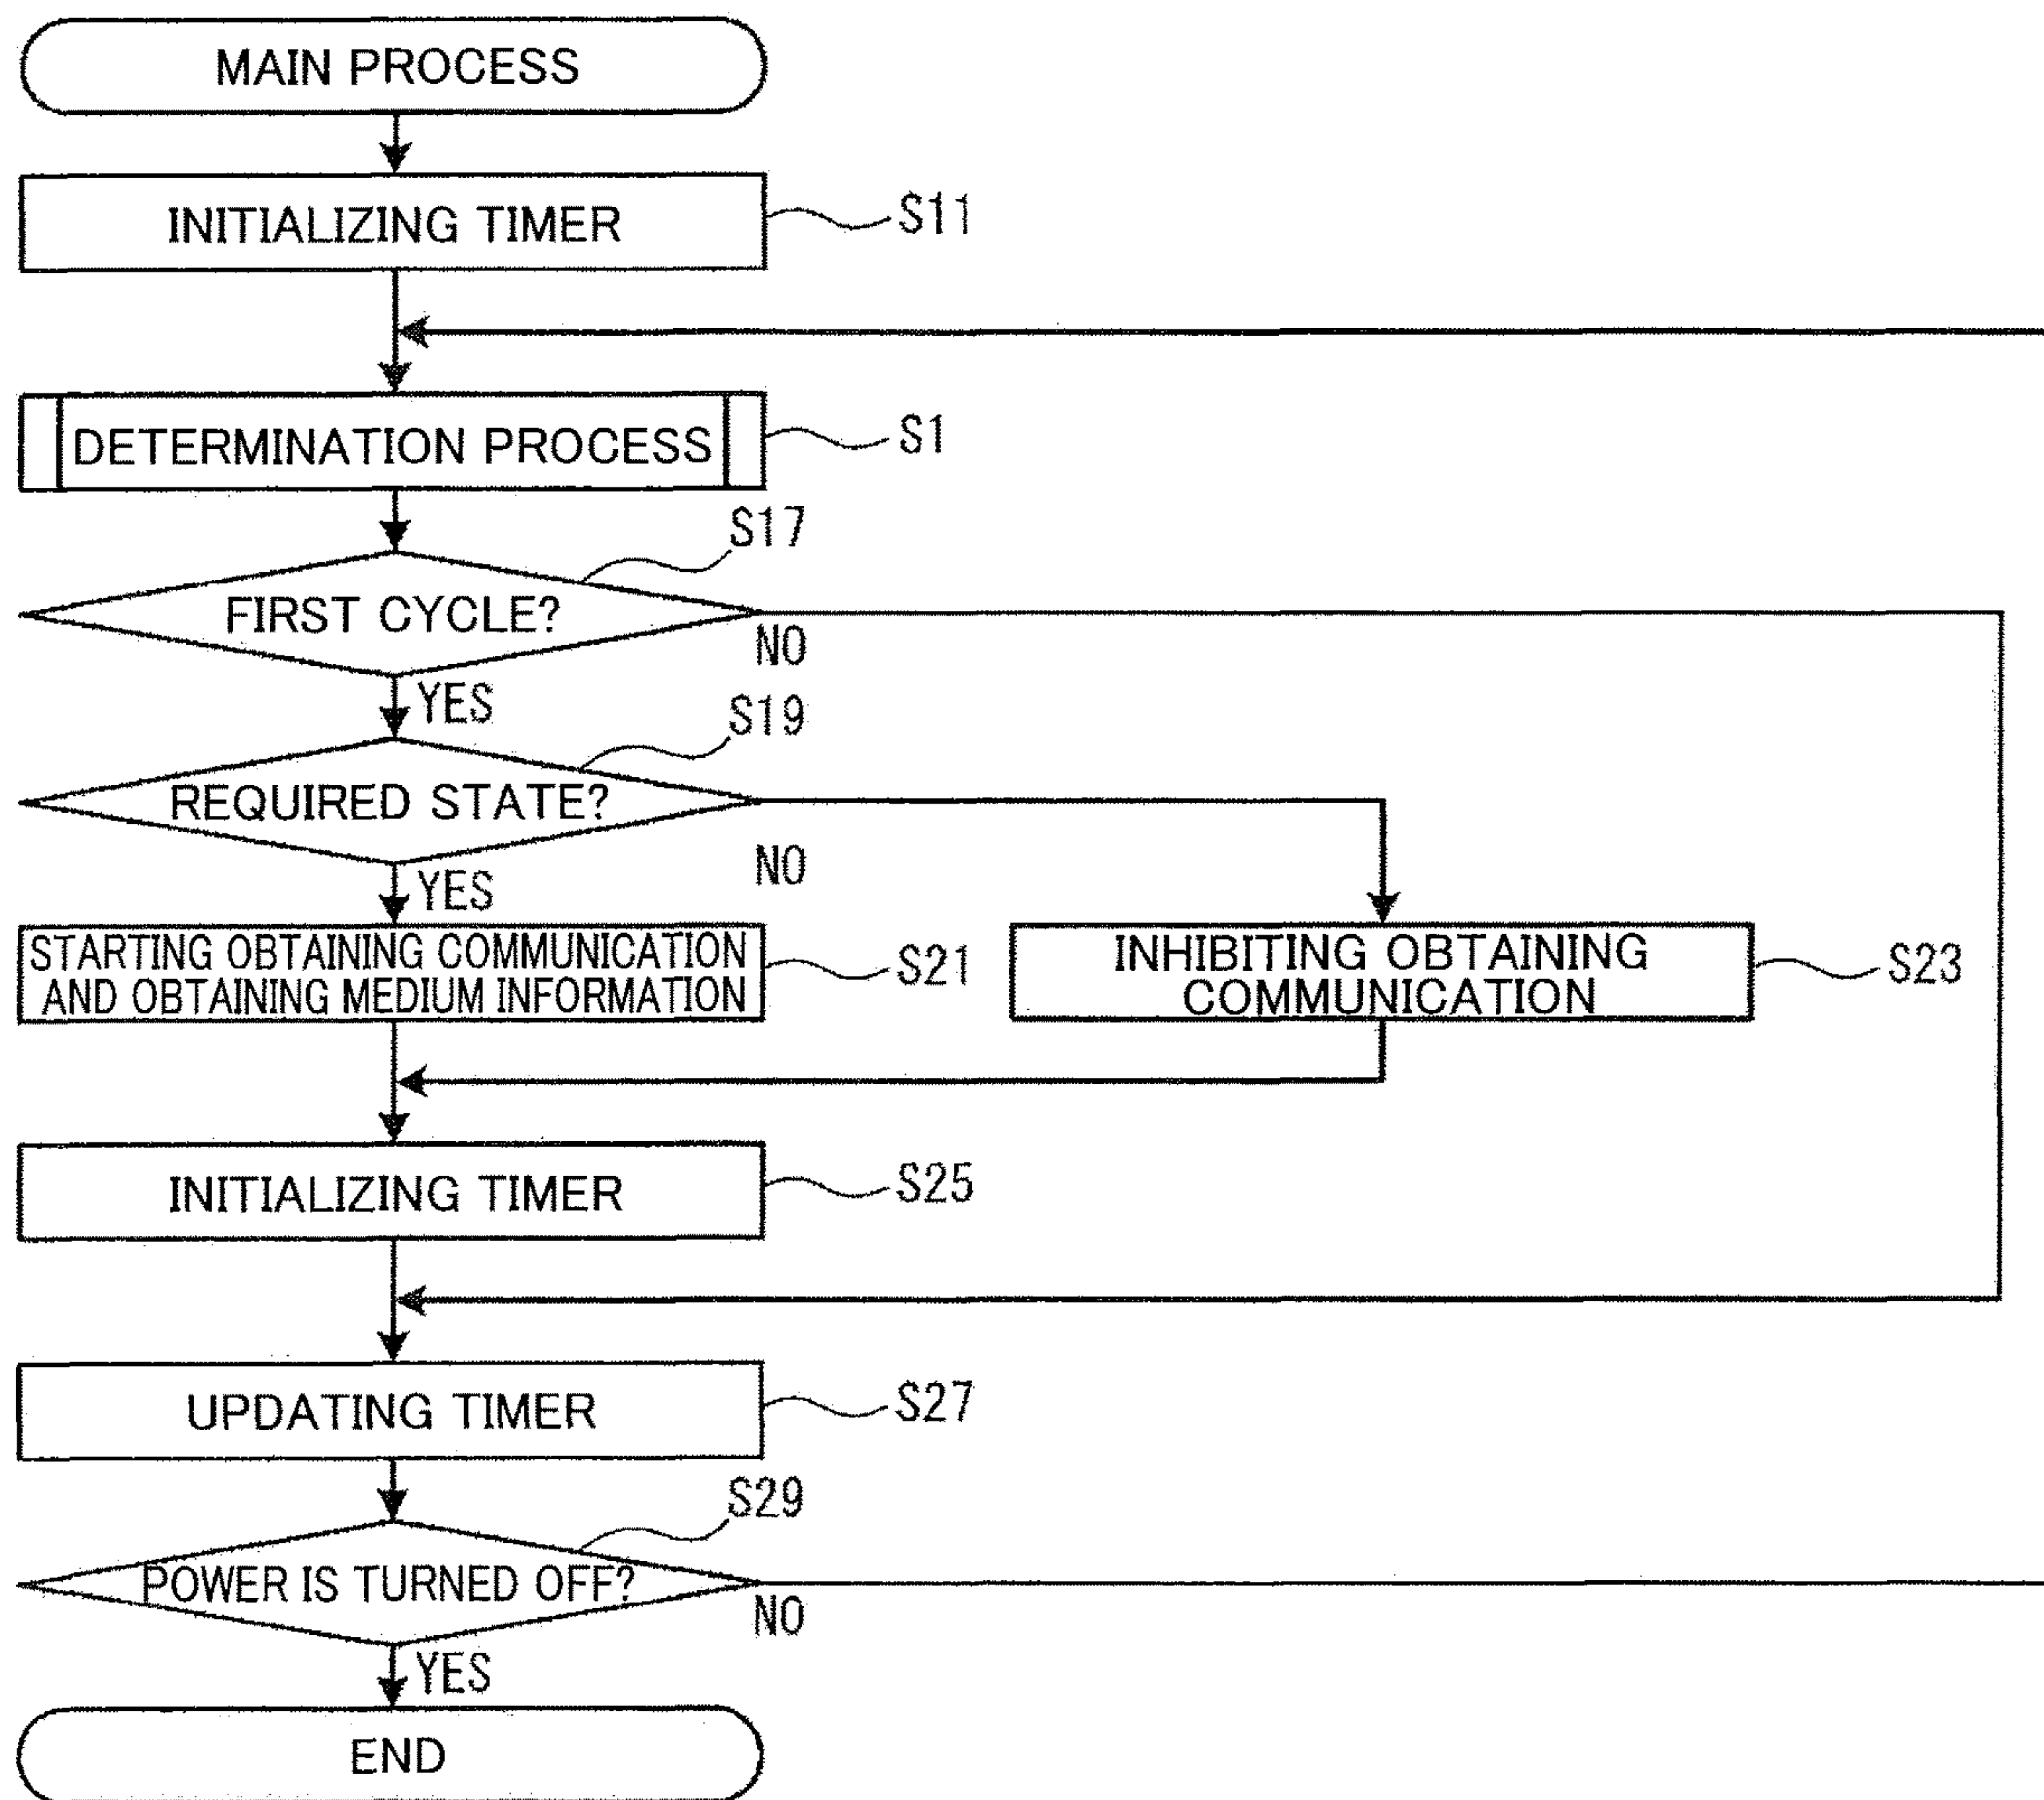 MAIN PROCESS
INITIALIZING TIMER
S11
DETERMINATION PROCESS
S1
S17
FIRST CYCLE?
NO
YES
S19
REQUIRED STATE?
NO
YES
STARTING OBTAINING COMMUNICATION
AND OBTAINING MEDIUM INFORMATION
S21
INHIBITING OBTAINING
COMMUNICATION
S23
INITIALIZING TIMER
S25
UPDATING TIMER
S27
S29
POWER IS TURNED OFF?
NO
YES
END